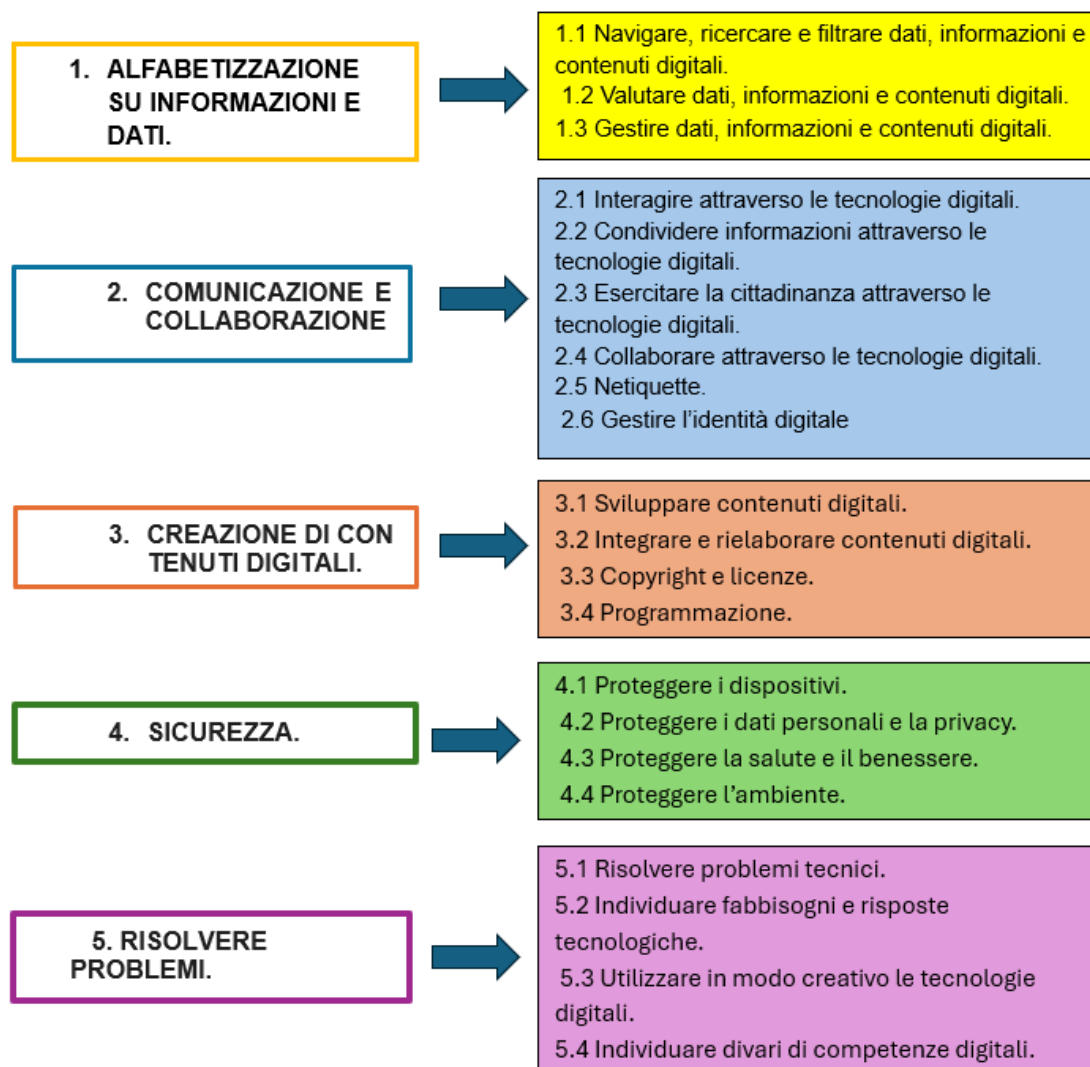 1. ALFABETIZZAZIONE
SU INFORMAZIONI E
DATI.
1.1 Navigare, ricercare e filtrare dati, informazioni e
contenuti digitali.
1.2 Valutare dati, informazioni e contenuti digitali.
1.3 Gestire dati, informazioni e contenuti digitali.
2. COMUNICAZIONE E
COLLABORAZIONE
2.1 Interagire attraverso le tecnologie digitali.
2.2 Condividere informazioni attraverso le
tecnologie digitali.
2.3 Esercitare la cittadinanza attraverso le
tecnologie digitali.
2.4 Collaborare attraverso le tecnologie digitali.
2.5 Netiquette.
2.6 Gestire l’identità digitale
3. CREAZIONE DI CON
TENUTI DIGITALI.
3.1 Sviluppare contenuti digitali.
3.2 Integrare e rielaborare contenuti digitali.
3.3 Copyright e licenze.
3.4 Programmazione.
4. SICUREZZA.
4.1 Proteggere i dispositivi.
4.2 Proteggere i dati personali e la privacy.
4.3 Proteggere la salute e il benessere.
4.4 Proteggere l’ambiente.
5. RISOLVERE
PROBLEMI.
5.1 Risolvere problemi tecnici.
5.2 Individuare fabbisogni e risposte
tecnologiche.
5.3 Utilizzare in modo creativo le tecnologie
digitali.
5.4 Individuare divari di competenze digitali.